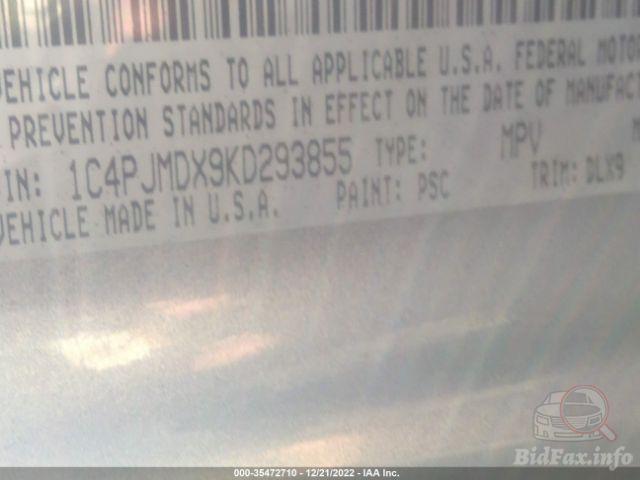 VEHICLE CONFORMS TO ALL APPLICABLE U.S.A. FEDERAL MOTOR
PREVENTION STANDARDS IN EFFECT ON THE DATE OF MANUFACT
IN: 1C4PJMDX9KD293855 TYPE: MPV
VEHICLE MADE IN U.S.A. PAINT: PSC TRIM: DLX9
BidFax.info
000-35472710 - 12/21/2022 - IAA Inc.